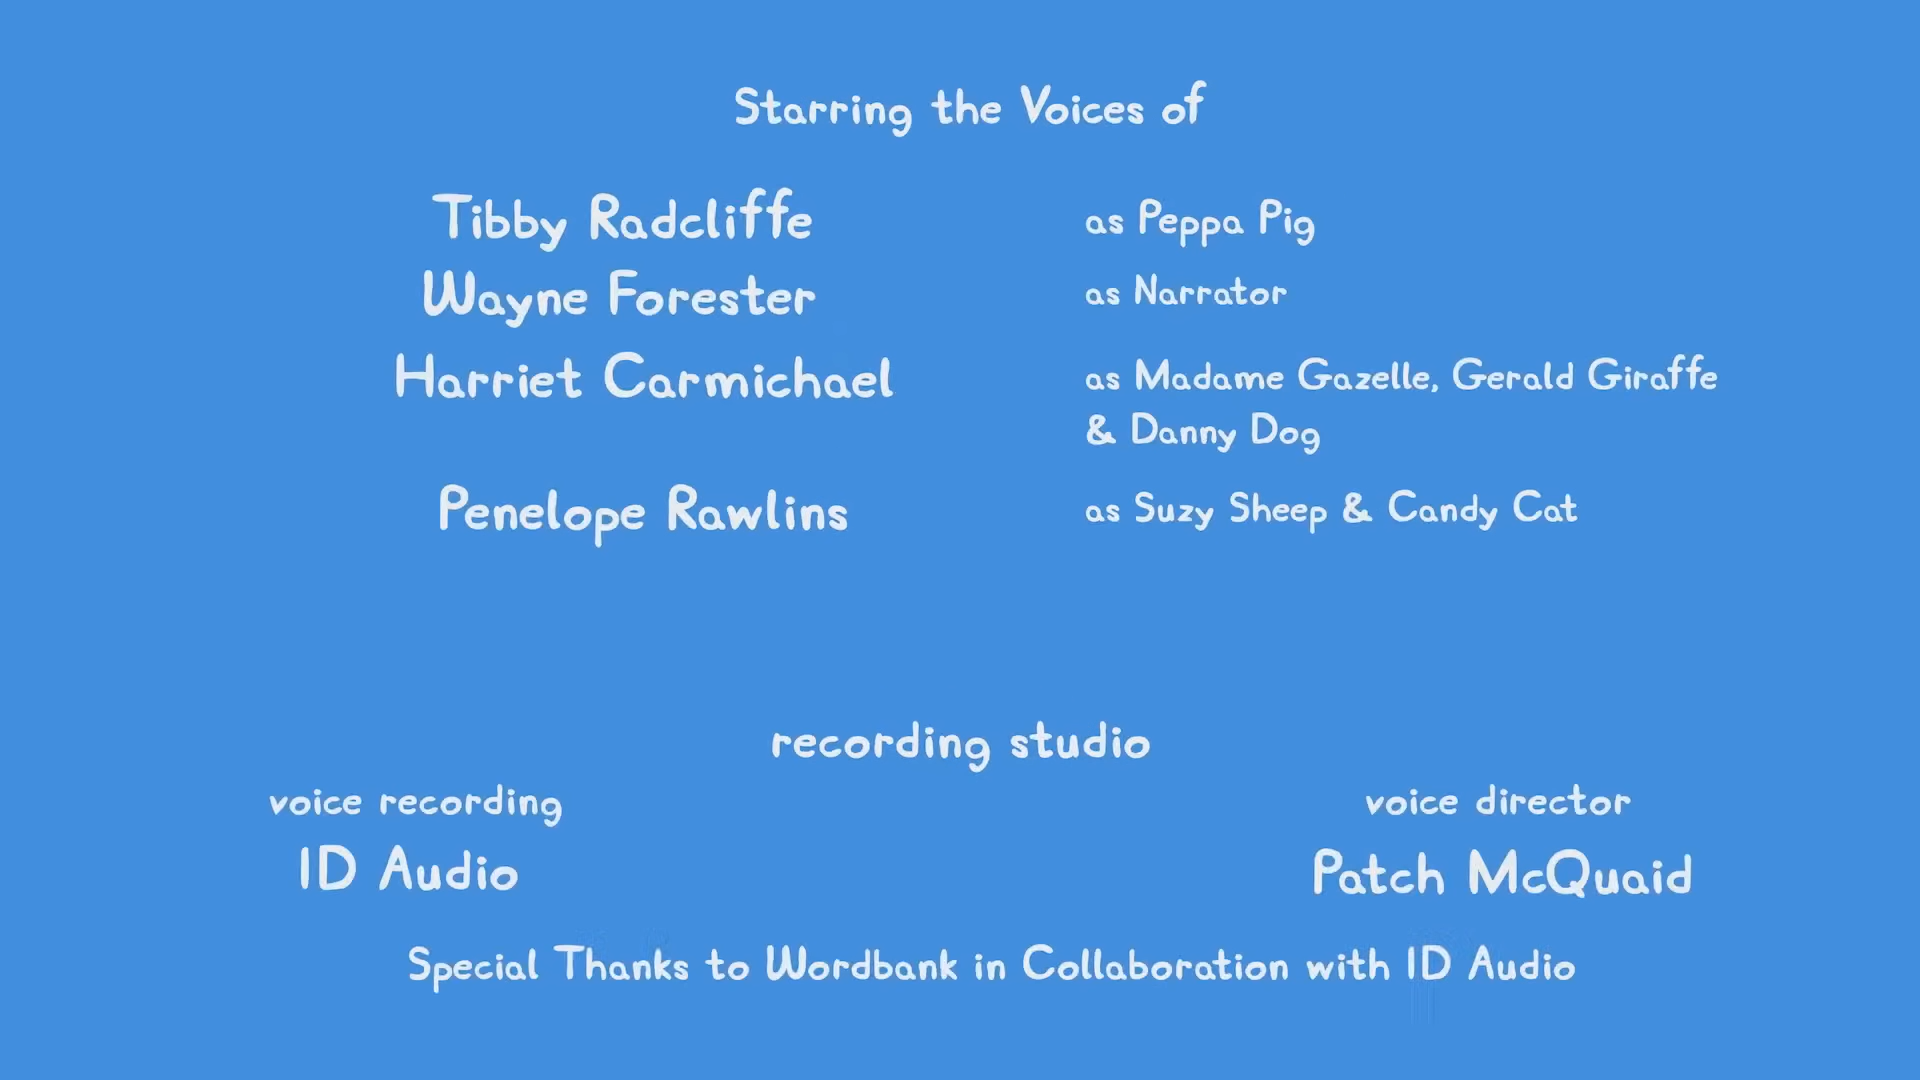 Starring the Voices of
Tibby Radcliffe as Peppa Pig
Wayne Forester as Narrator
Harriet Carmichael as Madame Gazelle, Gerald Giraffe
& Danny Dog
Penelope Rawlins as Suzy Sheep & Candy Cat
recording studio
voice recording voice director
ID Audio Patch McQuaid
Special Thanks to Wordbank in Collaboration with ID Audio